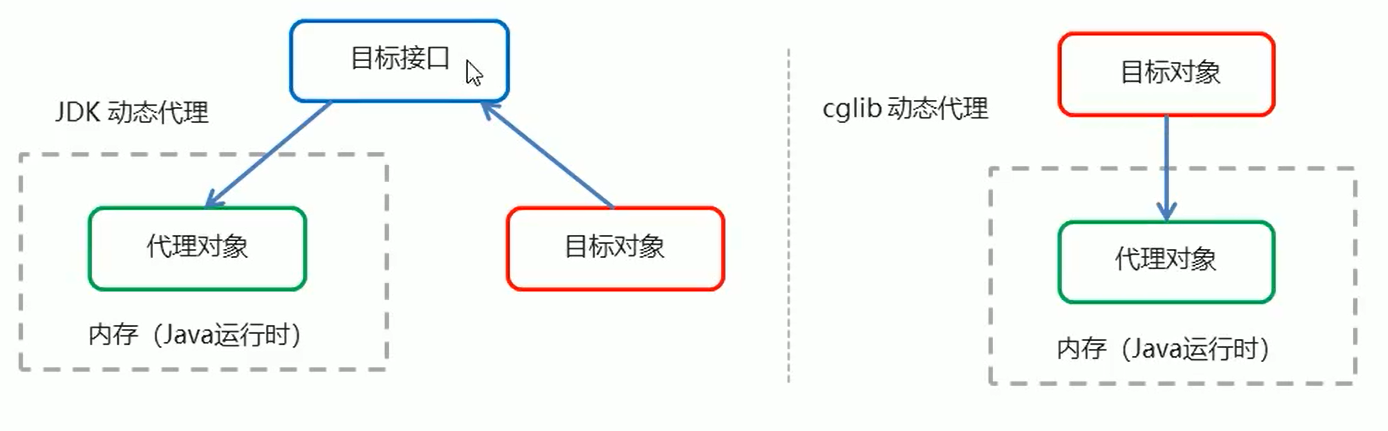 目标接口
JDK 动态代理
代理对象
目标对象
内存（Java运行时）
目标对象
cglib 动态代理
代理对象
内存（Java运行时）